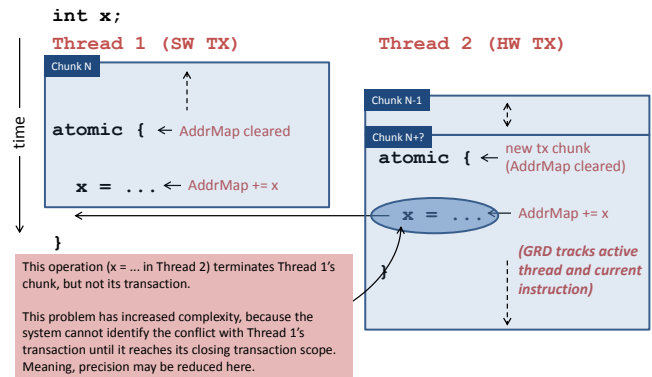 int x;
Thread 1 (SW TX)
Chunk N
atomic {
AddrMap cleared
x = ...
AddrMap += x
}
time
Thread 2 (HW TX)
Chunk N-1
Chunk N+?
atomic {
new tx chunk
(AddrMap cleared)
x = ...
AddrMap += x
(GRD tracks active
thread and current
instruction)
}
This operation (x = ... in Thread 2) terminates Thread 1's
chunk, but not its transaction.
This problem has increased complexity, because the
system cannot identify the conflict with Thread 1's
transaction until it reaches its closing transaction scope.
Meaning, precision may be reduced here.